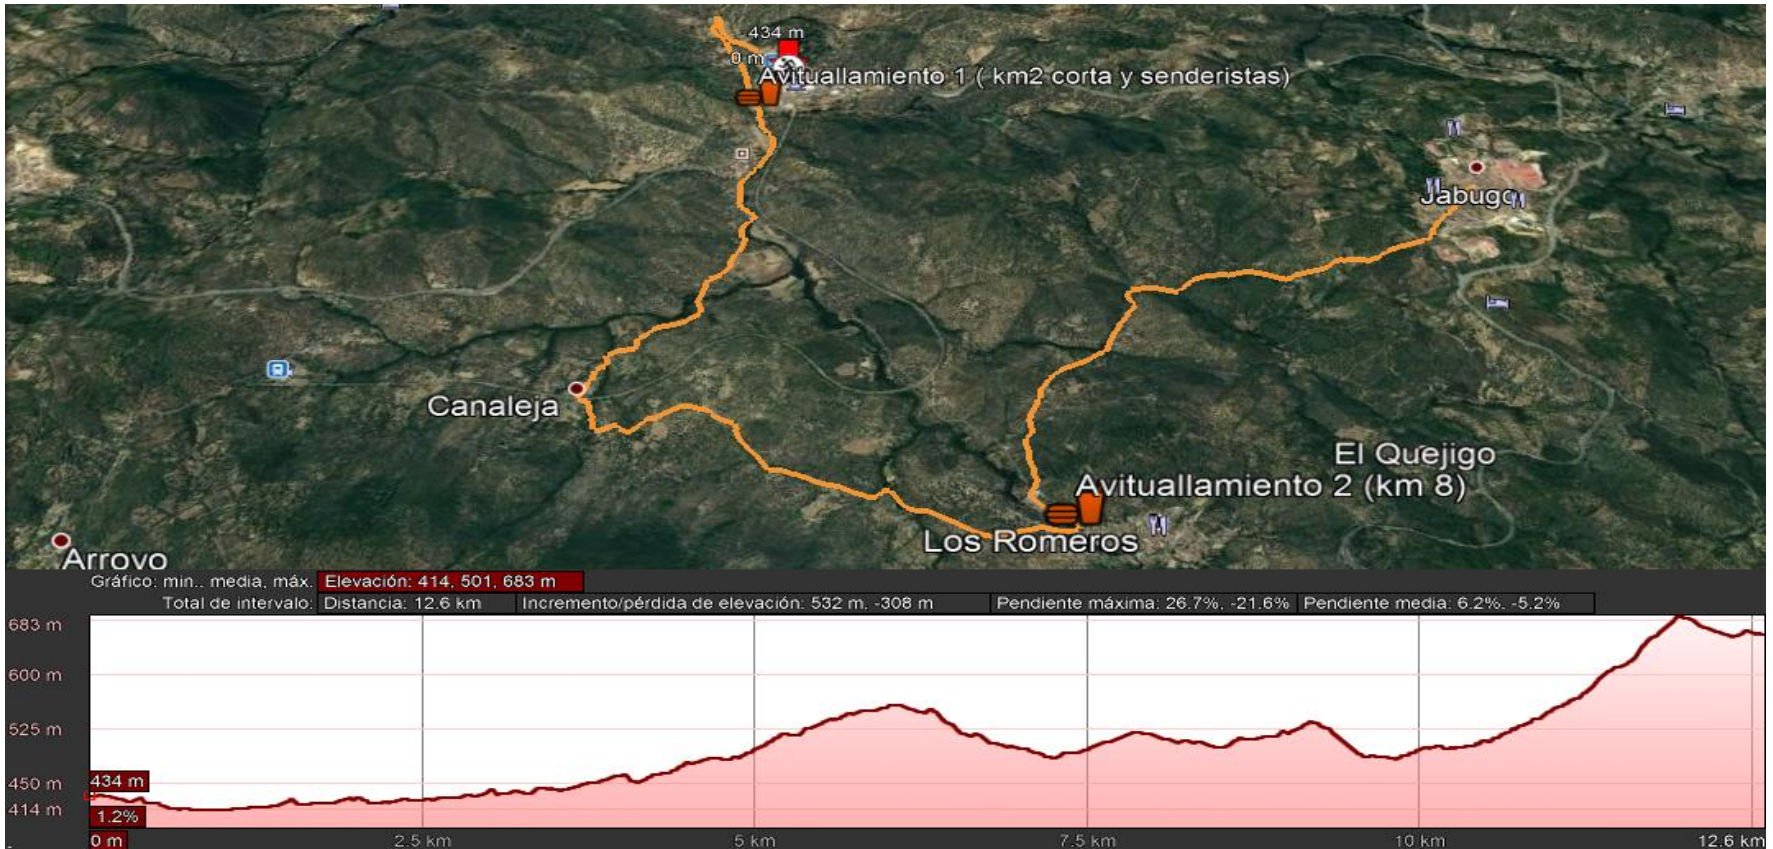 434 m
0 m
Avituallamiento 1 ( km2 corta y senderistas)
Jabugo
Canaleja
El Quejigo
Avituallamiento 2 (km 8)
Los Romeros
Arroyo
Gráfico: min., media, máx. Elevación: 414, 501, 683 m
Total de intervalo: Distancia: 12.6 km Incremento/pérdida de elevación: 532 m, -308 m Pendiente máxima: 26.7%, -21.6% Pendiente media: 6.2%, -5.2%
683 m
600 m
525 m
450 m
414 m
434 m
1.2%
0 m 2.5 km 5 km 7.5 km 10 km 12.6 km